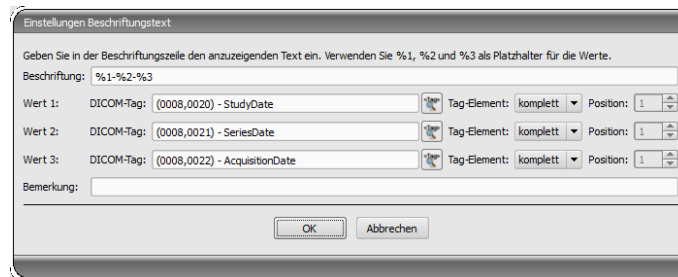 Einstellungen Beschriftungstext
Geben Sie in der Beschriftungszeile den anzuzeigenden Text ein. Verwenden Sie %1, %2 und %3 als Platzhalter für die Werte.
Beschriftung: %1-%2-%3
Wert 1: DICOM-Tag: (0008,0020) - StudyDate "Tag" Tag-Element: komplett Position: 1
Wert 2: DICOM-Tag: (0008,0021) - SeriesDate "Tag" Tag-Element: komplett Position: 1
Wert 3: DICOM-Tag: (0008,0022) - AcquisitionDate "Tag" Tag-Element: komplett Position: 1
Bemerkung:
OK Abbrechen